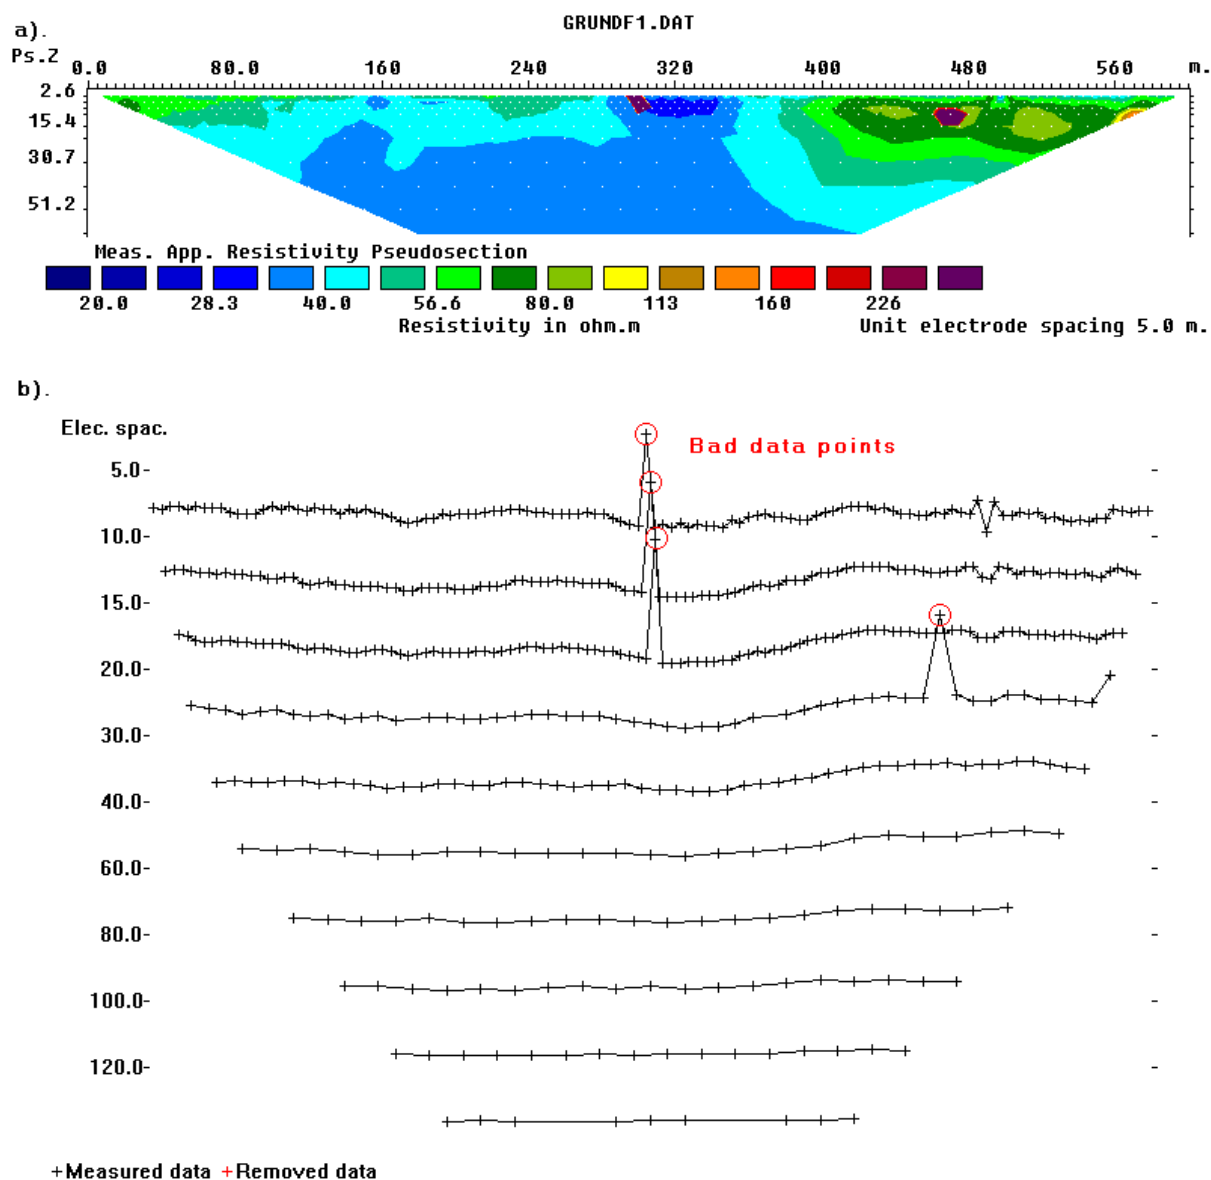 GRUNDF1.DAT
a).
Ps.Z 0.0 80.0 160 240 320 400 480 560 m.
2.6
15.4
30.7
51.2
Meas. App. Resistivity Pseudosection
20.0 28.3 40.0 56.6 80.0 113 160 226
Resistivity in ohm.m Unit electrode spacing 5.0 m.
b).
Elec. spac.
Bad data points
5.0-
10.0-
15.0-
20.0-
30.0-
40.0-
60.0-
80.0-
100.0-
120.0-
+Measured data +Removed data